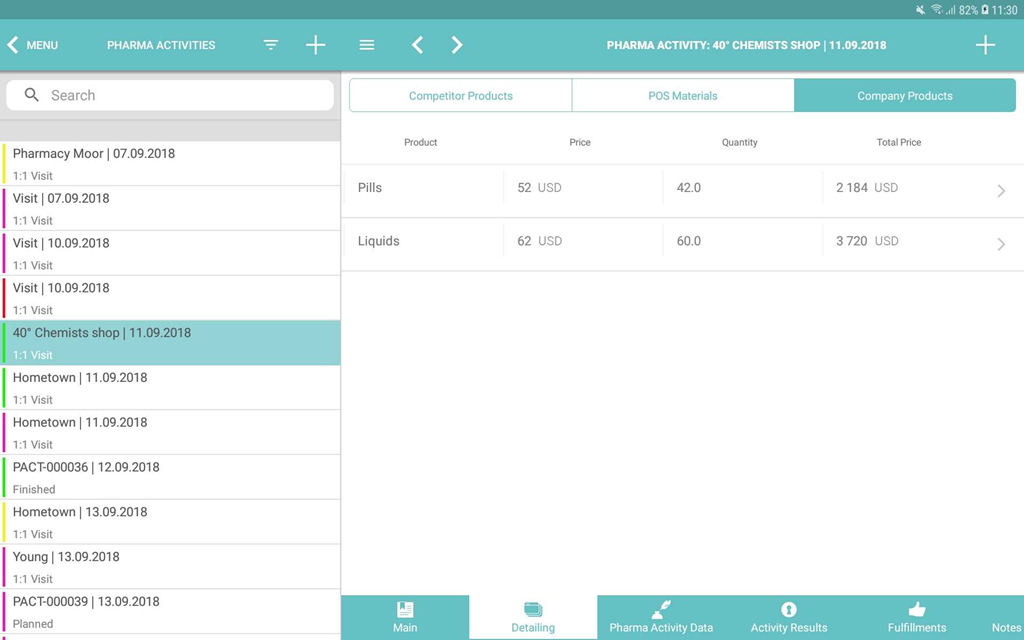 82% 11:30
MENU PHARMA ACTIVITIES PHARMA ACTIVITY: 40° CHEMISTS SHOP | 11.09.2018
Search
Pharmacy Moor | 07.09.2018
1:1 Visit
Visit | 07.09.2018
1:1 Visit
Visit | 10.09.2018
1:1 Visit
Visit | 10.09.2018
1:1 Visit
40° Chemists shop | 11.09.2018
1:1 Visit
Hometown | 11.09.2018
1:1 Visit
Hometown | 11.09.2018
1:1 Visit
PACT-000036 | 12.09.2018
Finished
Hometown | 13.09.2018
1:1 Visit
Young | 13.09.2018
1:1 Visit
PACT-000039 | 13.09.2018
Planned
Competitor Products POS Materials Company Products
Product Price Quantity Total Price
Pills 52 USD 42.0 2 184 USD
Liquids 62 USD 60.0 3 720 USD
Main Detailing Pharma Activity Data Activity Results Fulfillments Notes